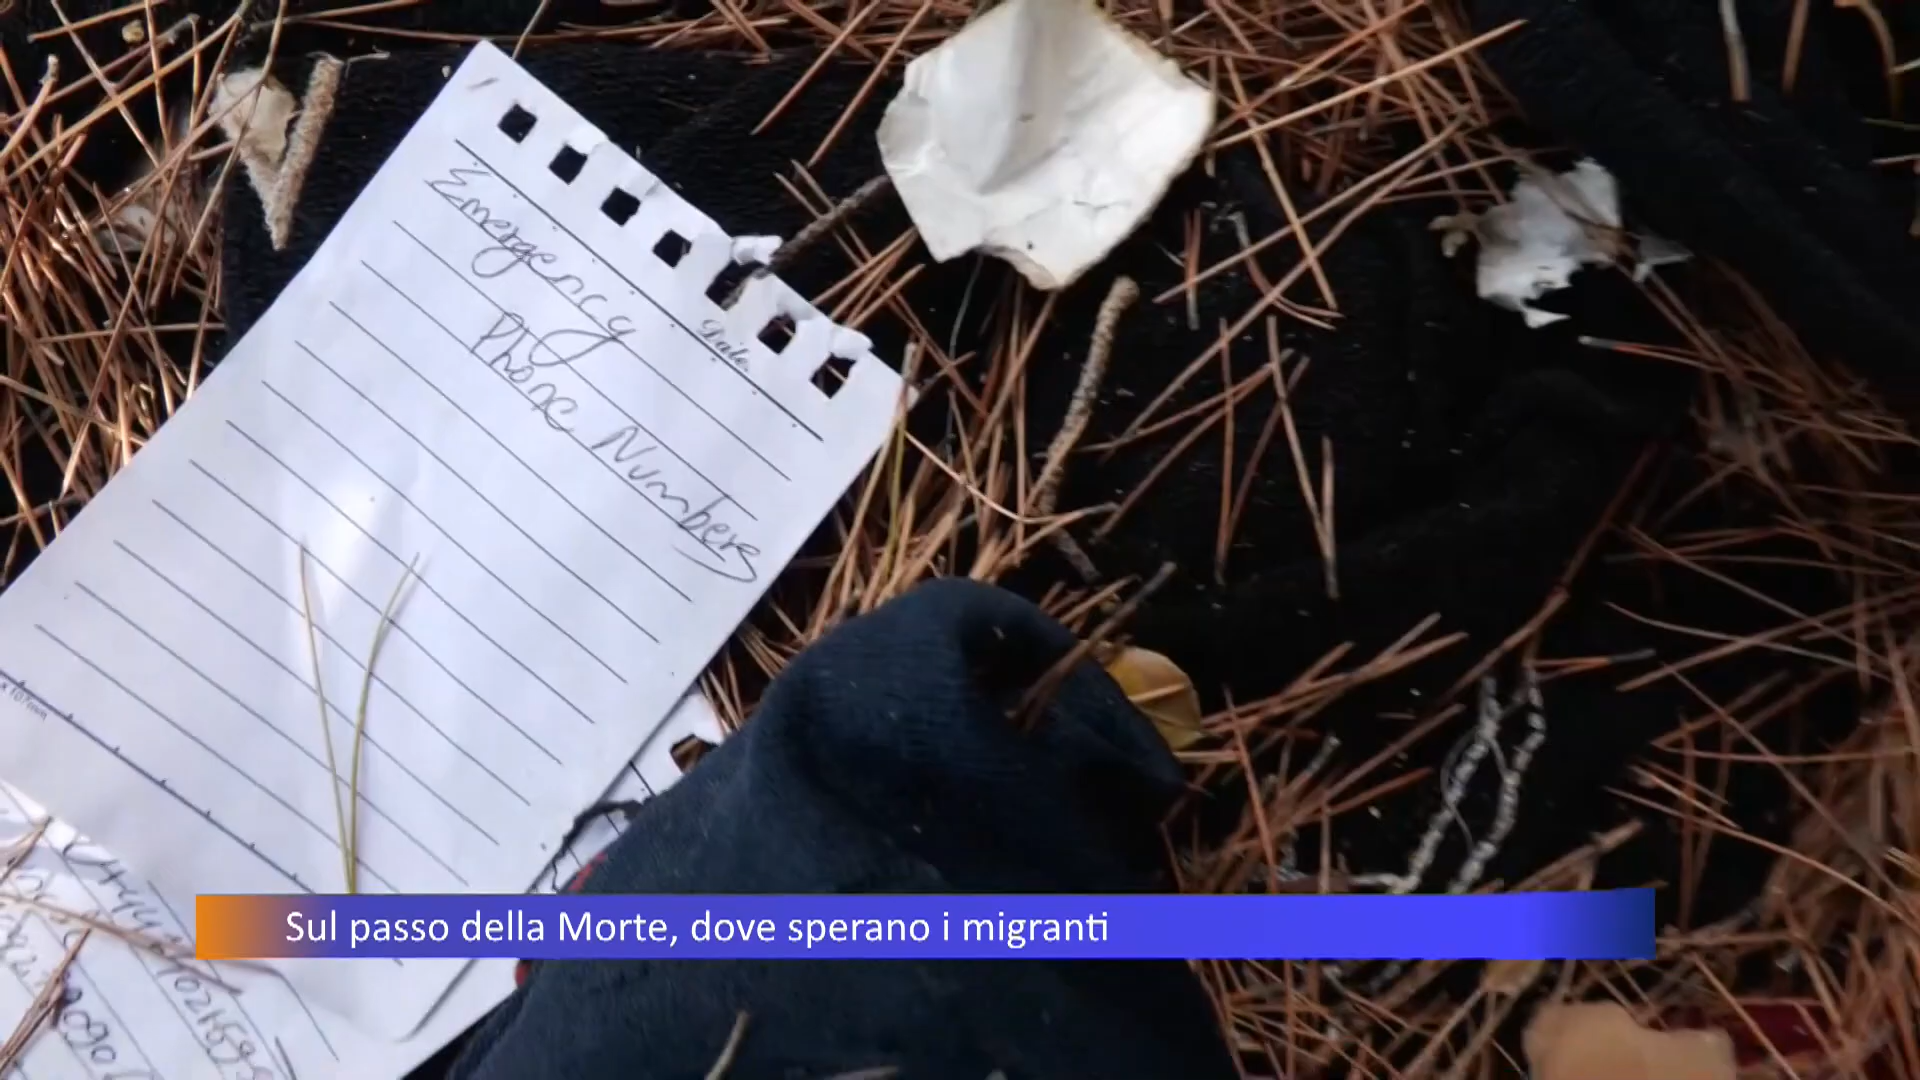 Date.
Emergency
Phone Numbers
Sul passo della Morte, dove sperano i migranti